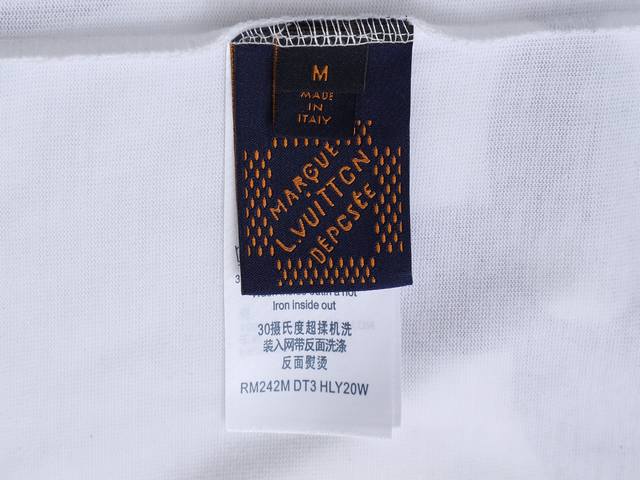 M
MADE
IN
ITALY
MARQUE
L.VUITTON
DÉPOSÉE
Iron inside out
30摄氏度超揉机洗
装入网带反面洗涤
反面熨烫
RM242M DT3 HLY20W